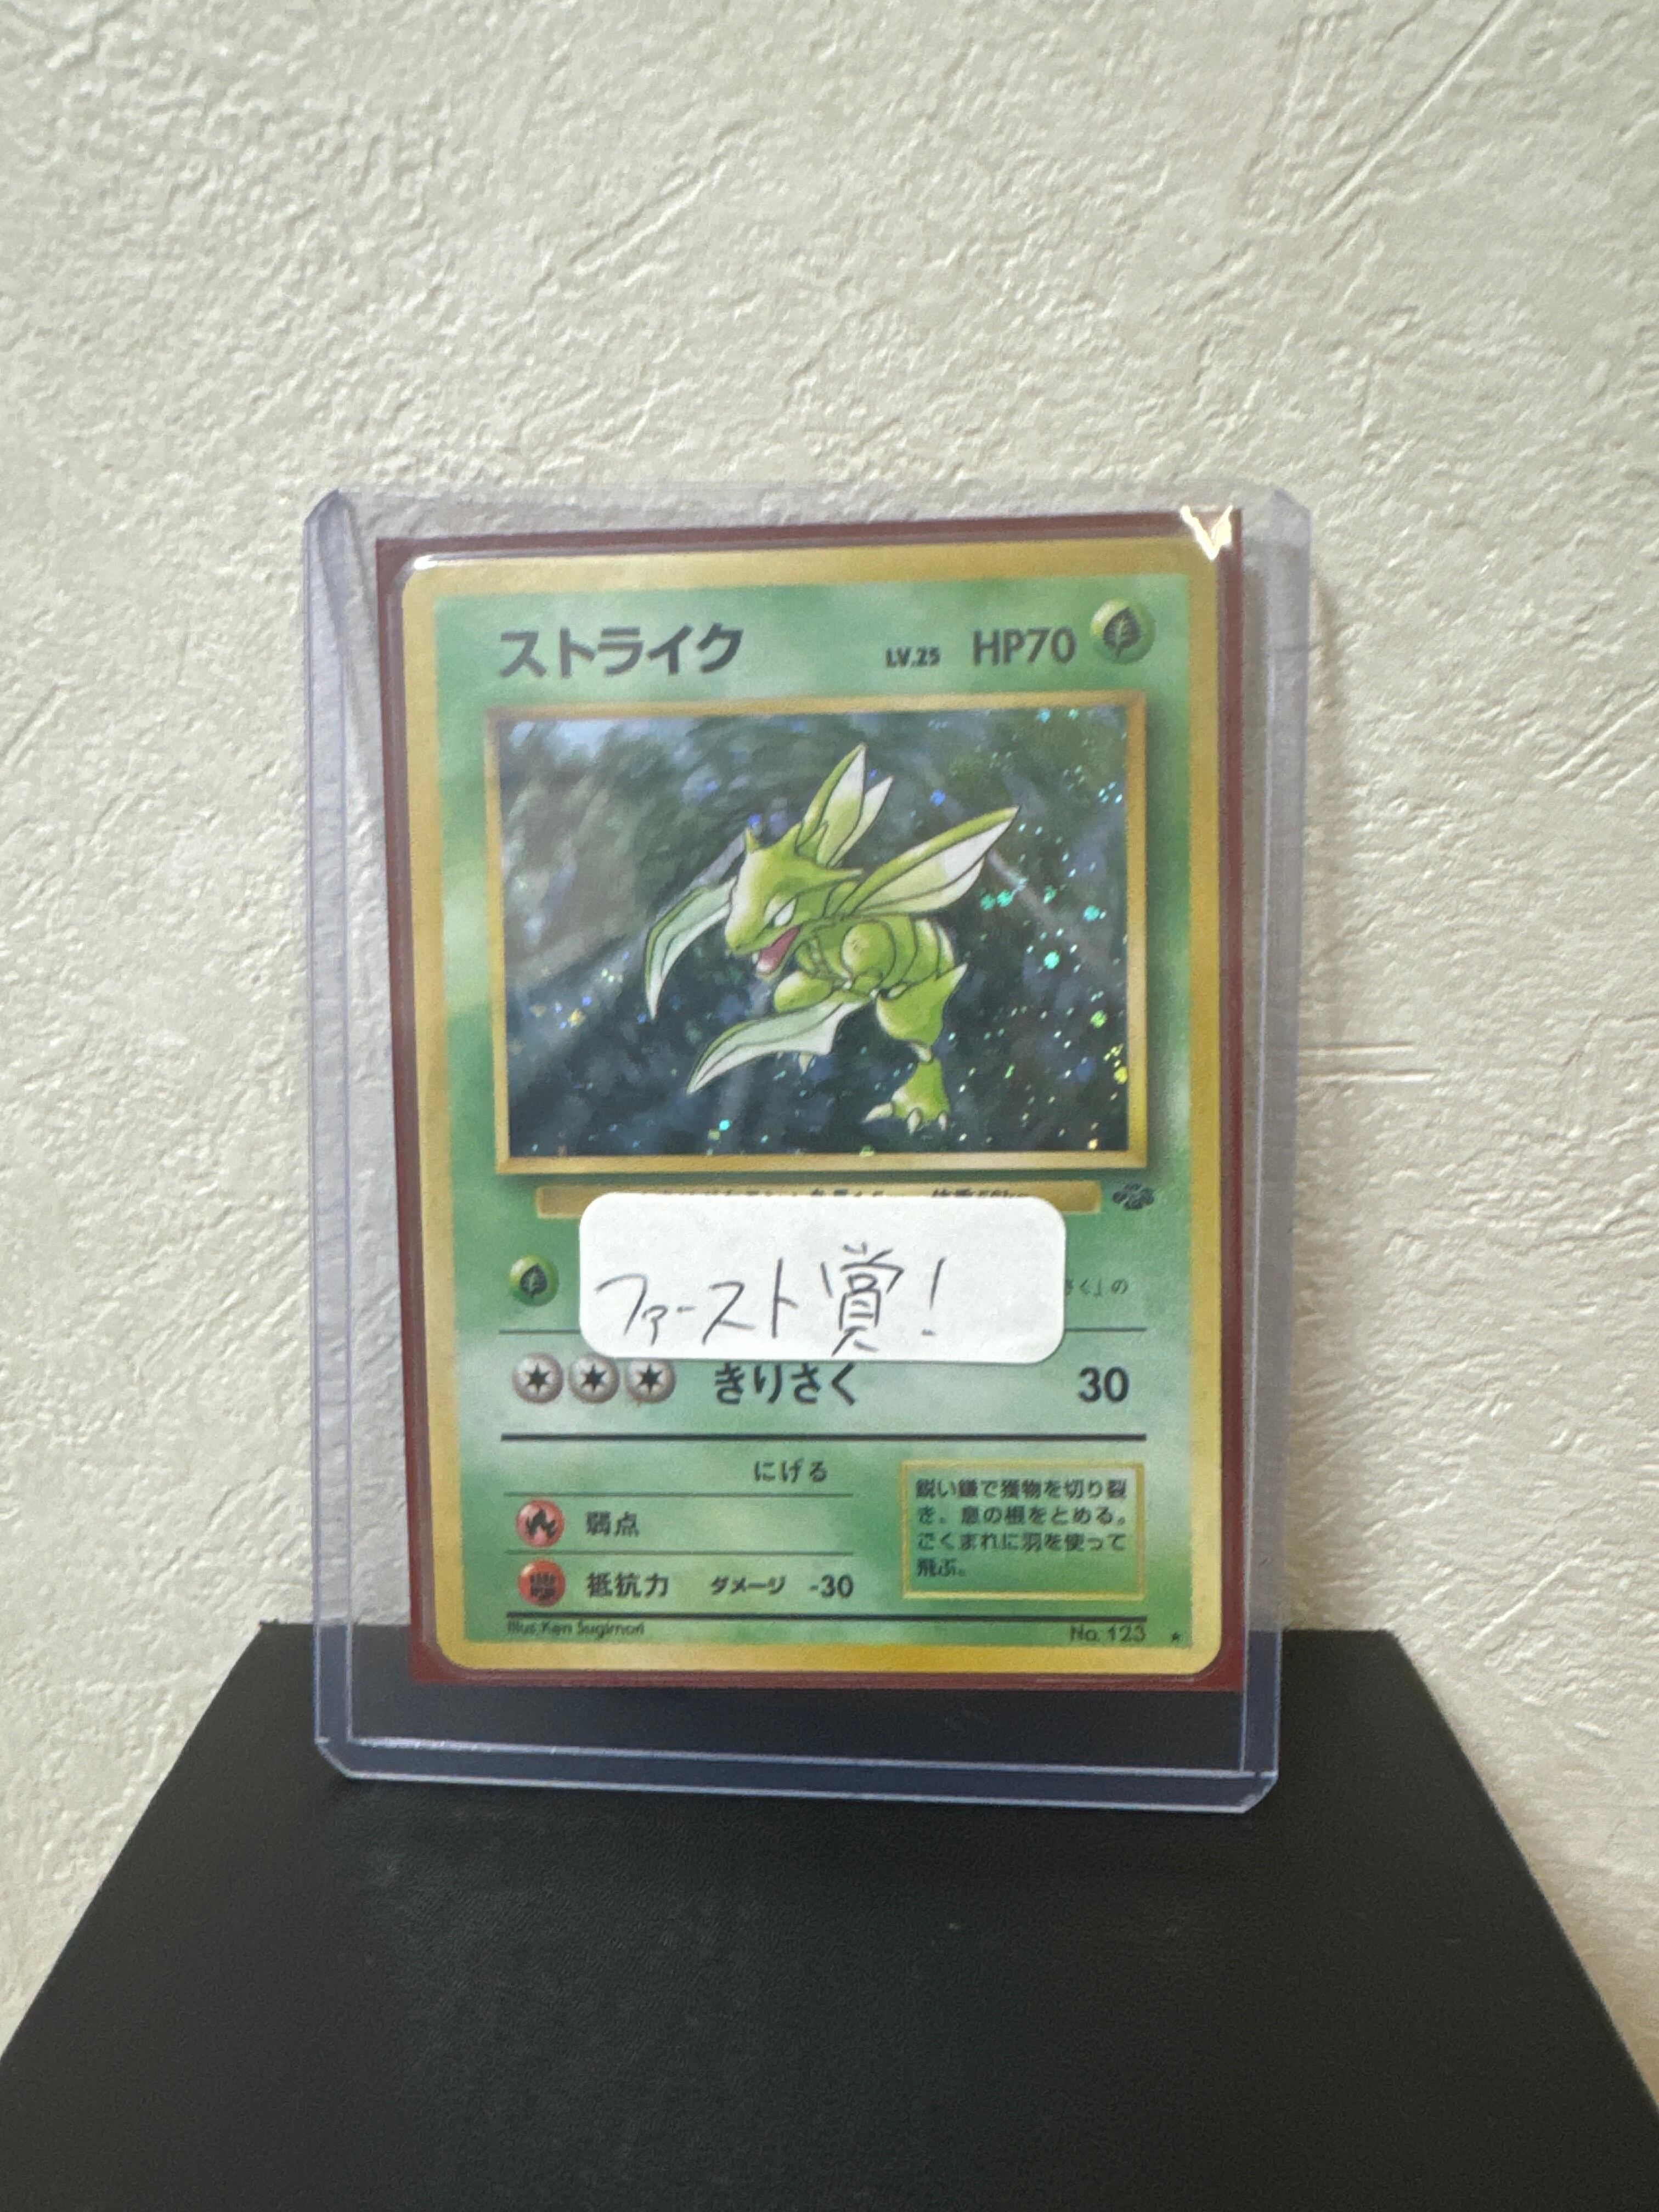 ストライク LV.25 HP70
ファースト賞!
さく」の
きりさく 30
にげる
弱点
抵抗力 ダメージ -30
鋭い鎌で獲物を切り裂
き、息の根をとめる。
ごくまれに羽を使って
飛ぶ。
Illus. Ken Sugimori No. 123